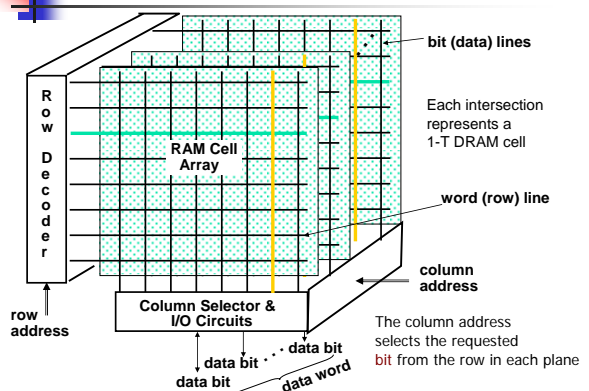 bit (data) lines
Row Decoder
Each intersection
represents a
1-T DRAM cell
RAM Cell
Array
word (row) line
column
address
Column Selector &
I/O Circuits
row
address
The column address
selects the requested
bit from the row in each plane
data bit
data bit
data bit
data word